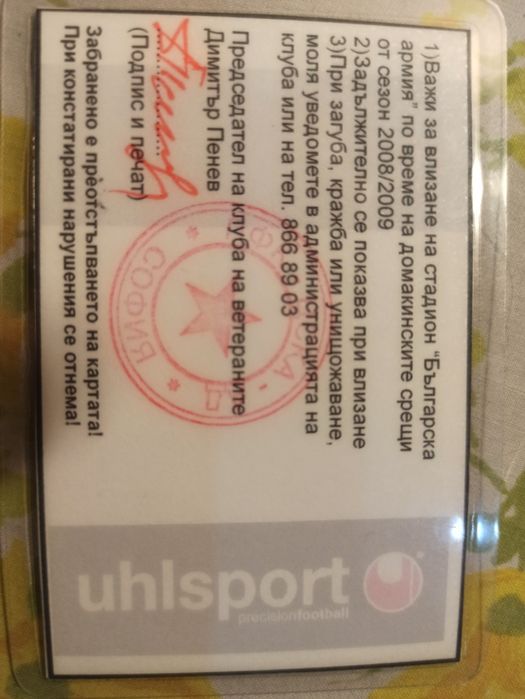 1)Важи за влизане на стадион “Българска
армия” по време на домакинските срещи
от сезон 2008/2009
2)Задължително се показва при влизане
3)При загуба, кражба или унищожаване,
моля уведомете в администрацията на
клуба или на тел. 866 89 03
Председател на клуба на ветераните
Димитър Пенев
(Подпис и печат)
СОФИЯ
Забранено е преотстъпването на картата!
При констатирани нарушения се отнема!
uhlsport
precisionfootball